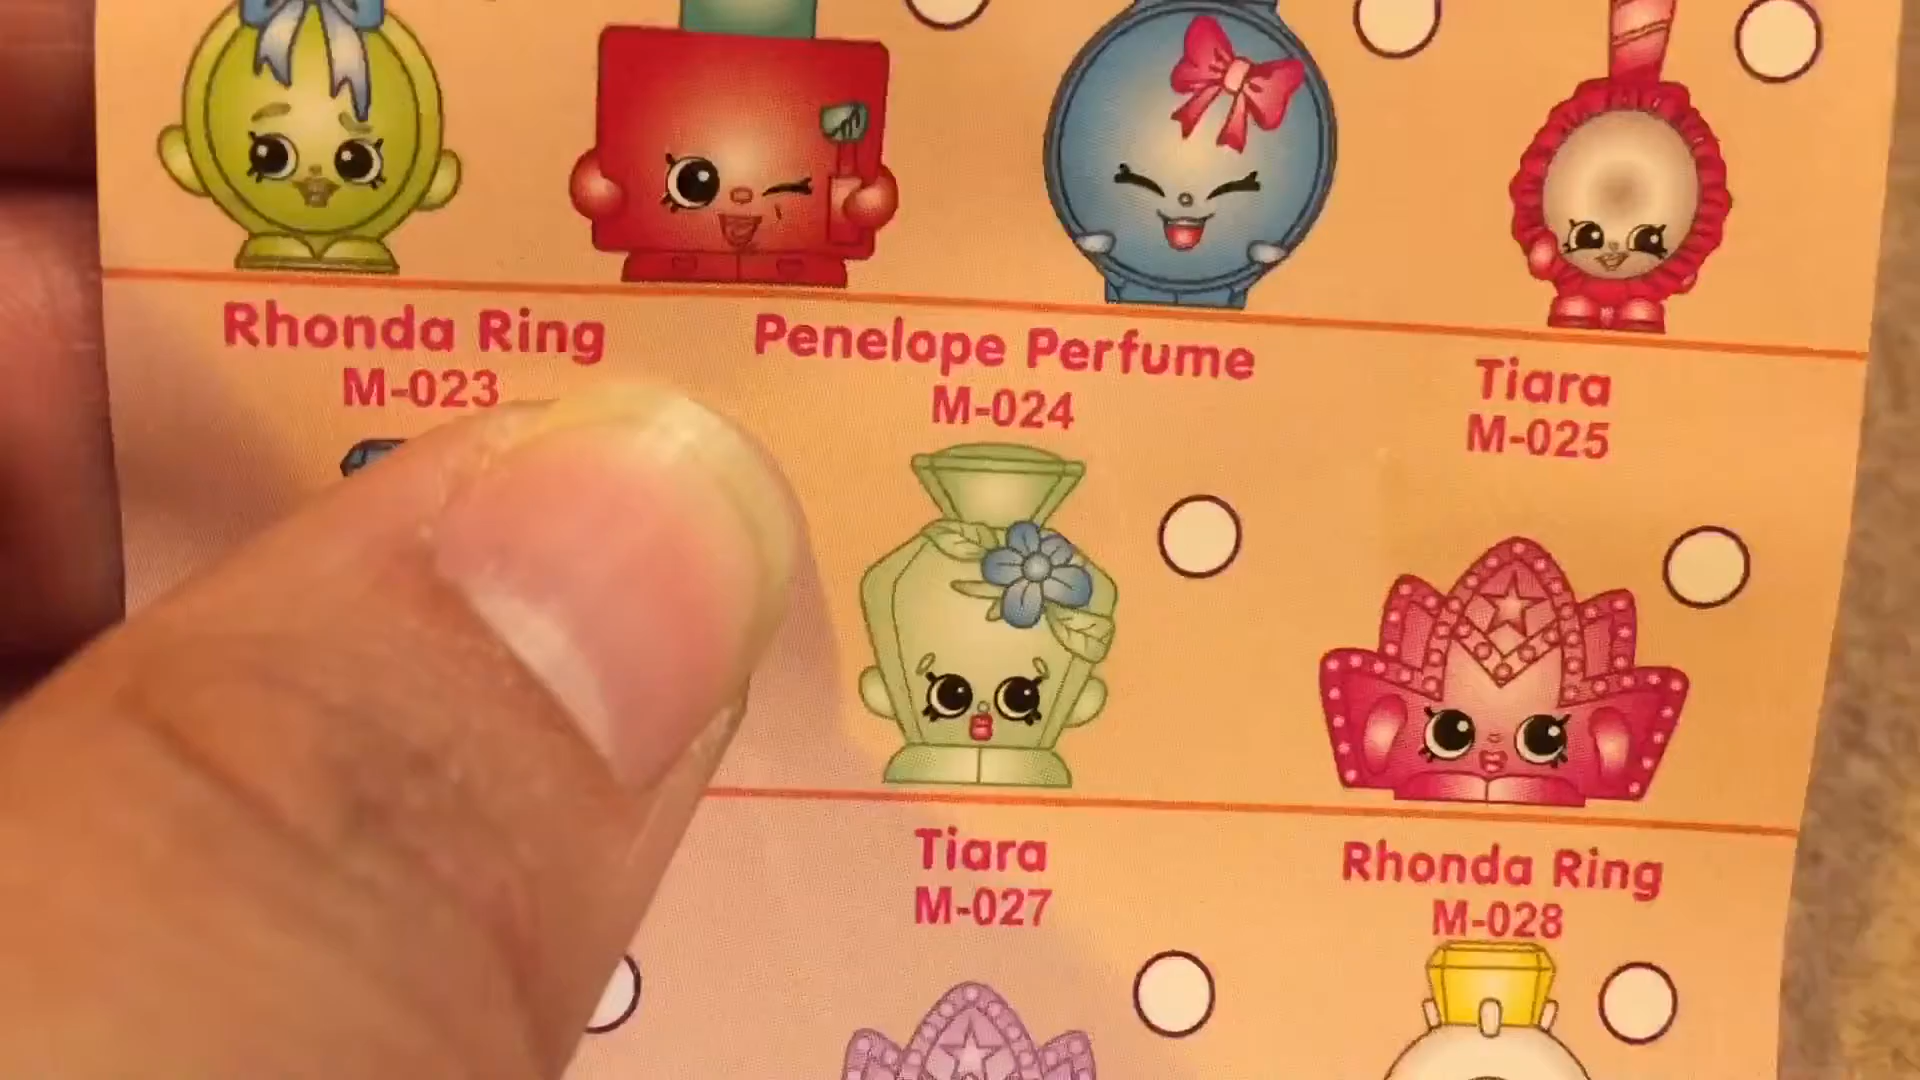 Rhonda Ring
M-023
Penelope Perfume
M-024
Tiara
M-025
Tiara
M-027
Rhonda Ring
M-028